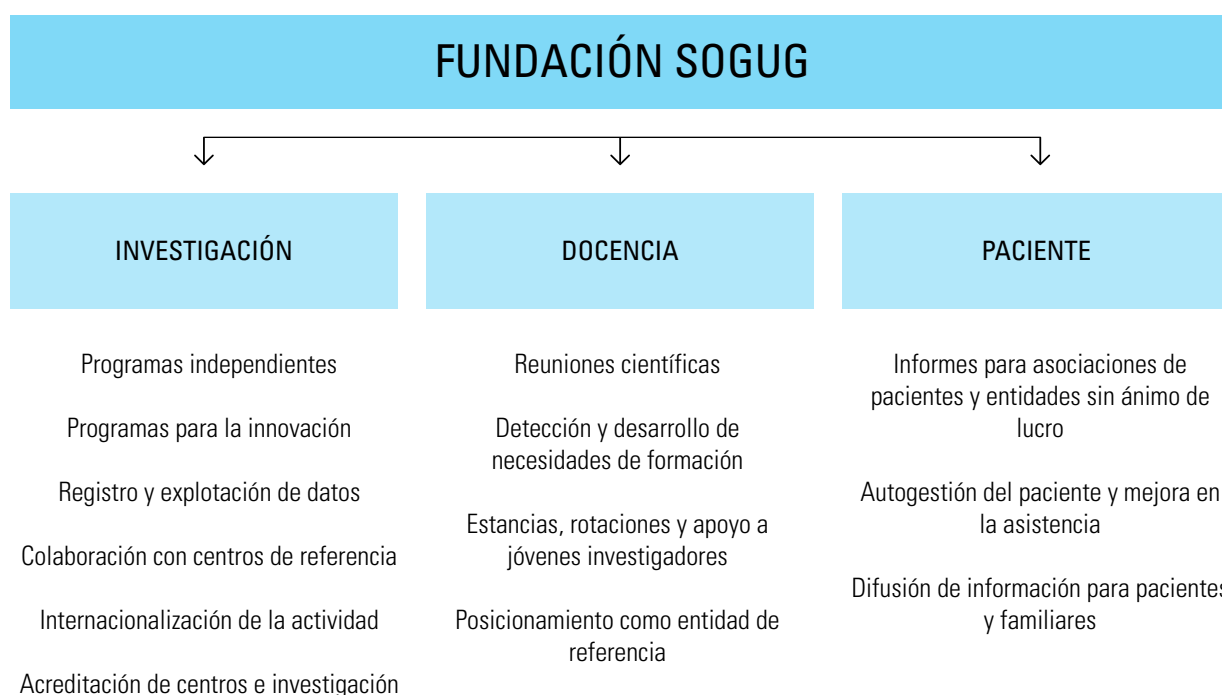 FUNDACIÓN SOGUG
INVESTIGACIÓN
Programas independientes
Programas para la innovación
Registro y explotación de datos
Colaboración con centros de referencia
Internacionalización de la actividad
Acreditación de centros e investigación
DOCENCIA
Reuniones científicas
Detección y desarrollo de
necesidades de formación
Estancias, rotaciones y apoyo a
jóvenes investigadores
Posicionamiento como entidad de
referencia
PACIENTE
Informes para asociaciones de
pacientes y entidades sin ánimo de
lucro
Autogestión del paciente y mejora en
la asistencia
Difusión de información para pacientes
y familiares